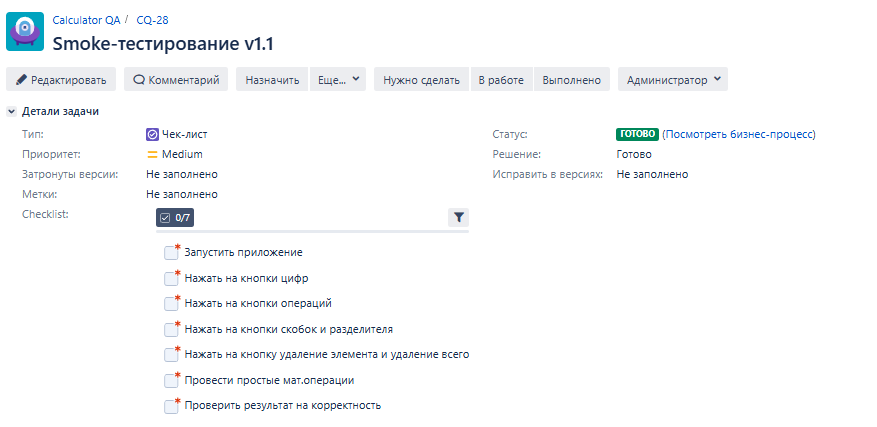 Calculator QA / CQ-28
Smoke-тестирование v1.1
Редактировать Комментарий Назначить Еще... Нужно сделать В работе Выполнено Администратор
Детали задачи
Тип: Чек-лист Статус: ГОТОВО (Посмотреть бизнес-процесс)
Приоритет: Medium Решение: Готово
Затронуты версии: Не заполнено Исправить в версиях: Не заполнено
Метки: Не заполнено
Checklist: 0/7
* Запустить приложение
* Нажать на кнопки цифр
* Нажать на кнопки операций
* Нажать на кнопки скобок и разделителя
* Нажать на кнопку удаление элемента и удаление всего
* Провести простые мат.операции
* Проверить результат на корректность